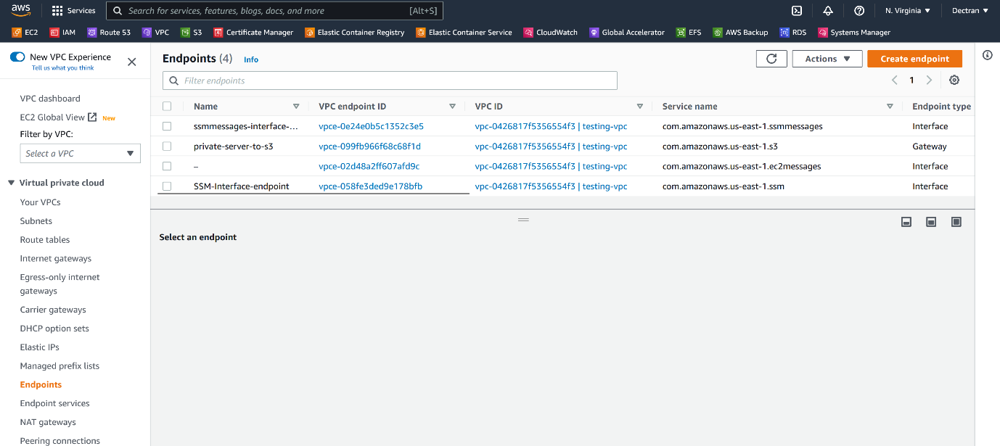 aws
Services
Search for services, features, blogs, docs, and more
[Alt+S]
N. Virginia
Dectran
EC2
IAM
Route 53
VPC
S3
Certificate Manager
Elastic Container Registry
Elastic Container Service
CloudWatch
Global Accelerator
EFS
AWS Backup
RDS
Systems Manager
New VPC Experience
Tell us what you think
VPC dashboard
EC2 Global View New
Filter by VPC:
Select a VPC
Virtual private cloud
Your VPCs
Subnets
Route tables
Internet gateways
Egress-only internet
gateways
Carrier gateways
DHCP option sets
Elastic IPs
Managed prefix lists
Endpoints
Endpoint services
NAT gateways
Peering connections
Endpoints (4) Info
Actions
Create endpoint
Filter endpoints
1
Name VPC endpoint ID VPC ID Service name Endpoint type
ssmmessages-interface-... vpce-0e24e0b5c1352c3e5 vpc-0426817f5356554f3 | testing-vpc com.amazonaws.us-east-1.ssmmessages Interface
private-server-to-s3 vpce-099fb966f68c68f1d vpc-0426817f5356554f3 | testing-vpc com.amazonaws.us-east-1.s3 Gateway
– vpce-02d48a2ff607afd9c vpc-0426817f5356554f3 | testing-vpc com.amazonaws.us-east-1.ec2messages Interface
SSM-Interface-endpoint vpce-058fe3ded9e178bfb vpc-0426817f5356554f3 | testing-vpc com.amazonaws.us-east-1.ssm Interface
Select an endpoint